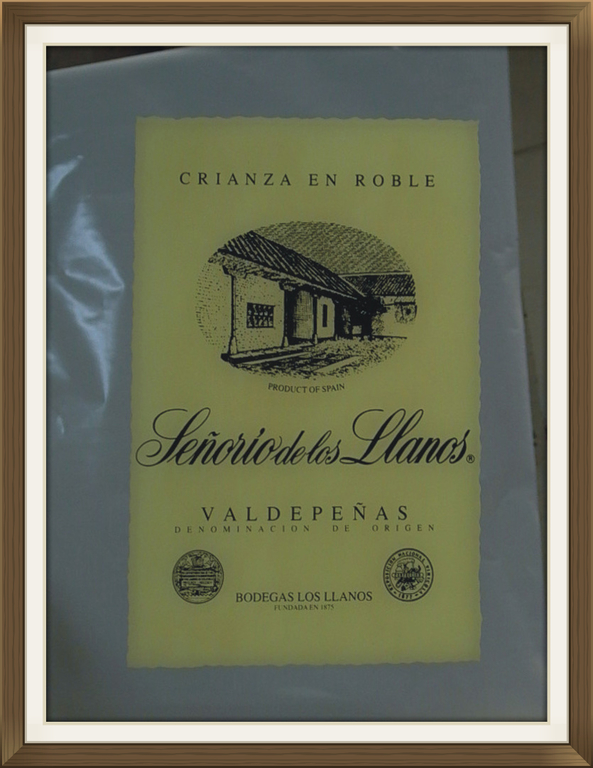 CRIANZA EN ROBLE
PRODUCT OF SPAIN
Señorio de los Llanos®
VALDEPEÑAS
DENOMINACION DE ORIGEN
BODEGAS LOS LLANOS
FUNDADA EN 1875